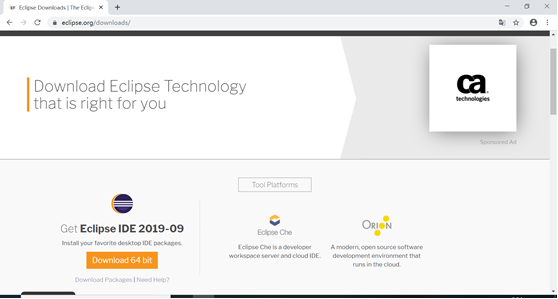 Eclipse Downloads | The Eclip
eclipse.org/downloads/
Download Eclipse Technology
that is right for you
ca
technologies
Sponsored Ad
Tool Platforms
Get Eclipse IDE 2019-09
Install your favorite desktop IDE packages.
Download 64 bit
Download Packages | Need Help?
Eclipse Che
Eclipse Che is a developer
workspace server and cloud IDE.
ORION
A modern, open source software
development environment that
runs in the cloud.